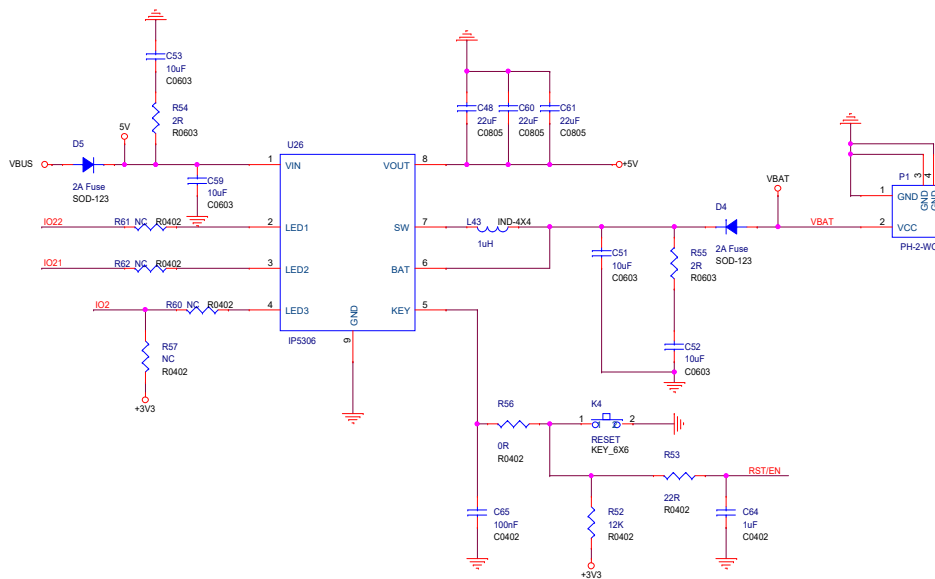 C53
10uF
C0603
R54
2R
R0603
5V
D5
VBUS
2A Fuse
SOD-123
C59
10uF
C0603
IO22
R61 NC R0402
IO21
R62 NC R0402
IO2
R60 NC R0402
R57
NC
R0402
+3V3
U26
1
VIN
2
LED1
3
LED2
4
LED3
VOUT
8
SW
7
BAT
6
KEY
5
GND
9
IP5306
C48
22uF
C0805
C60
22uF
C0805
C61
22uF
C0805
+5V
L43
IND-4X4
1uH
C51
10uF
C0603
R55
2R
R0603
C52
10uF
C0603
D4
2A Fuse
SOD-123
VBAT
VBAT
P1
1
GND
2
VCC
3
GND
4
GND
PH-2-WO
R56
0R
R0402
K4
1
2
RESET
KEY_6X6
R53
22R
R0402
RST/EN
C65
100nF
C0402
R52
12K
R0402
+3V3
C64
1uF
C0402